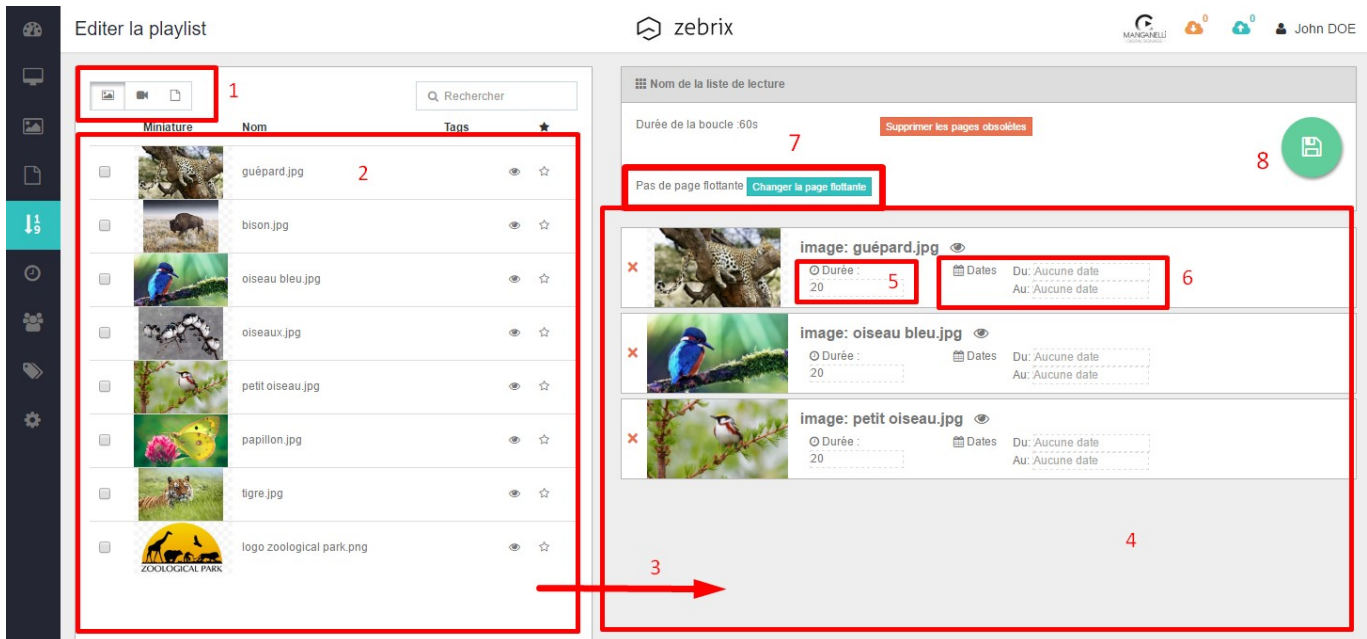 Editer la playlist
zebrix
MANGANELLI
0
0
John DOE
1
Rechercher
Miniature Nom Tags
guépard.jpg
2
bison.jpg
oiseau bleu.jpg
oiseaux.jpg
petit oiseau.jpg
papillon.jpg
tigre.jpg
ZOOLOGICAL PARK
logo zoological park.png
3
Nom de la liste de lecture
Durée de la boucle :60s
Supprimer les pages obsolètes
7
8
Pas de page flottante Changer la page flottante
image: guépard.jpg
Durée :
20
5
Dates
Du: Aucune date
Au: Aucune date
6
image: oiseau bleu.jpg
Durée :
20
Dates
Du: Aucune date
Au: Aucune date
image: petit oiseau.jpg
Durée :
20
Dates
Du: Aucune date
Au: Aucune date
4